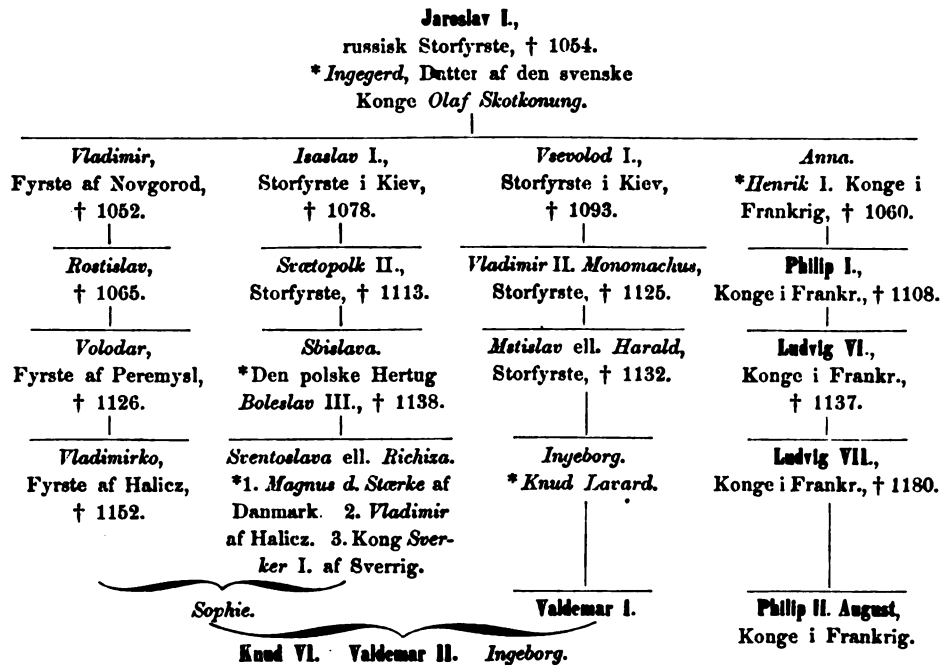 Jaroslav I.,
russisk Storfyrste, † 1054.
* Ingegerd, Datter af den svenske
Konge Olaf Skotkonung.
Vladimir,
Fyrste af Novgorod,
† 1052.
Rostislav,
† 1065.
Volodar,
Fyrste af Peremysl,
† 1126.
Vladimirko,
Fyrste af Halicz,
† 1152.
Isaslav I.,
Storfyrste i Kiev,
† 1078.
Svætopolk II.,
Storfyrste, † 1113.
Sbislava.
*Den polske Hertug
Boleslav III., † 1138.
Sventoslava ell. Richiza.
*1. Magnus d. Stærke af
Danmark. 2. Vladimir
af Halicz. 3. Kong Sver-
ker I. af Sverrig.
Vsevolod I.,
Storfyrste i Kiev,
† 1093.
Vladimir II. Monomachus,
Storfyrste, † 1125.
Mstislav ell. Harald,
Storfyrste, † 1132.
Ingeborg.
* Knud Lavard.
Anna.
*Henrik I. Konge i
Frankrig, † 1060.
Philip I.,
Konge i Frankr., † 1108.
Ludvig VI.,
Konge i Frankr.,
† 1137.
Ludvig VII.,
Konge i Frankr., † 1180.
Sophie.
Valdemar I.
Philip II. August,
Konge i Frankrig.
Knud VI. Valdemar II. Ingeborg.